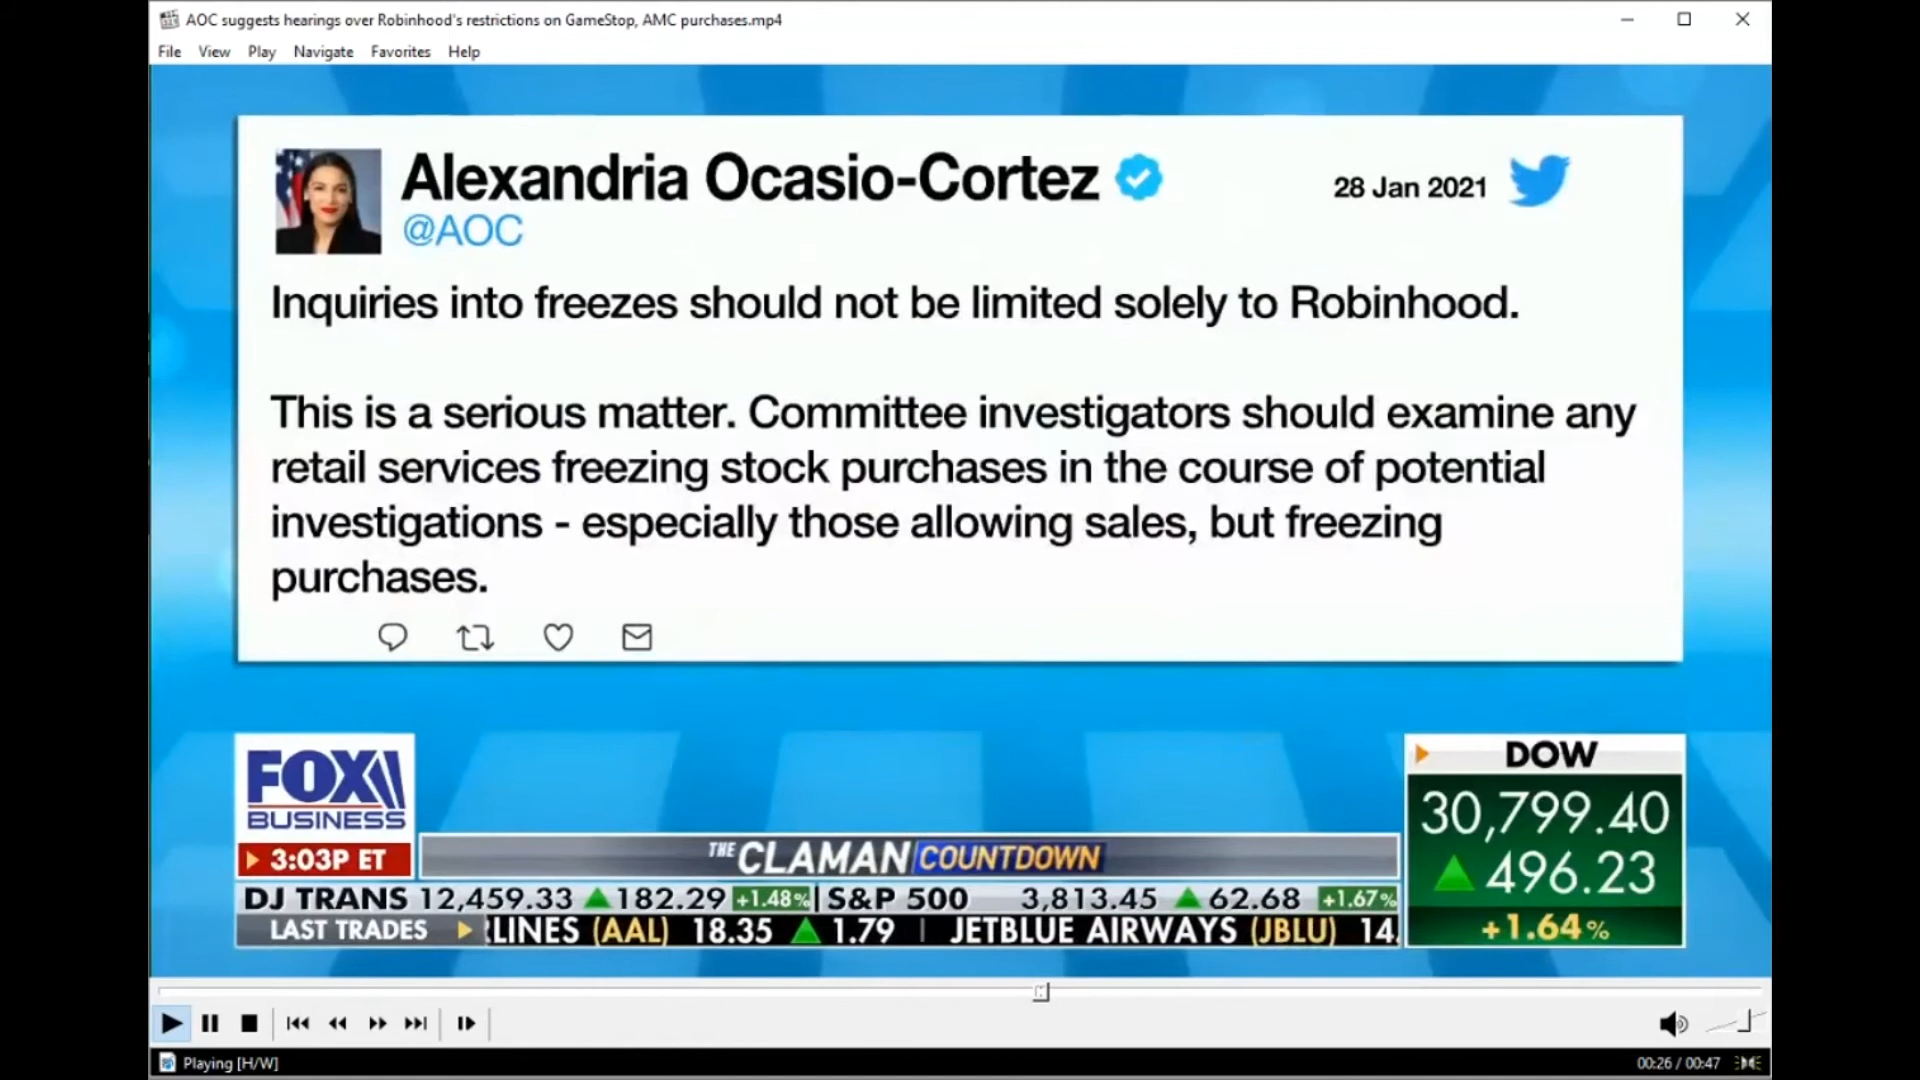 AOC suggests hearings over Robinhood's restrictions on GameStop, AMC purchases.mp4
File View Play Navigate Favorites Help
Alexandria Ocasio-Cortez
@AOC
28 Jan 2021
Inquiries into freezes should not be limited solely to Robinhood.
This is a serious matter. Committee investigators should examine any
retail services freezing stock purchases in the course of potential
investigations - especially those allowing sales, but freezing
purchases.
FOX
BUSINESS
3:03P ET
THE CLAMAN COUNTDOWN
DOW
30,799.40
496.23
+1.64%
DJ TRANS 12,459.33 182.29 +1.48% S&P 500 3,813.45 62.68 +1.67%
LAST TRADES LINES (AAL) 18.35 1.79 JETBLUE AIRWAYS (JBLU) 14.
Playing [H/W]
00:26 / 00:47